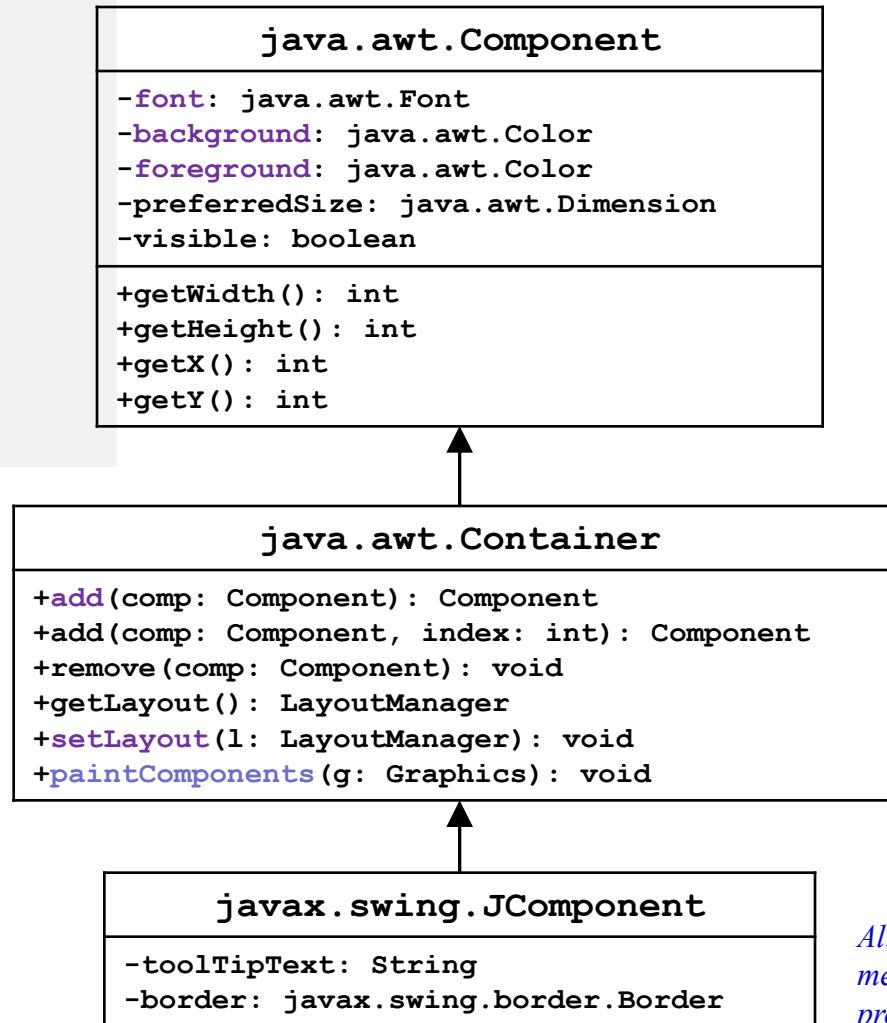 java.awt.Component
-font: java.awt.Font
-background: java.awt.Color
-foreground: java.awt.Color
-preferredSize: java.awt.Dimension
-visible: boolean
+getWidth(): int
+getHeight(): int
+getX(): int
+getY(): int
java.awt.Container
+add(comp: Component): Component
+add(comp: Component, index: int): Component
+remove(comp: Component): void
+getLayout(): LayoutManager
+setLayout(l: LayoutManager): void
+paintComponents(g: Graphics): void
javax.swing.JComponent
-toolTipText: String
-border: javax.swing.border.Border